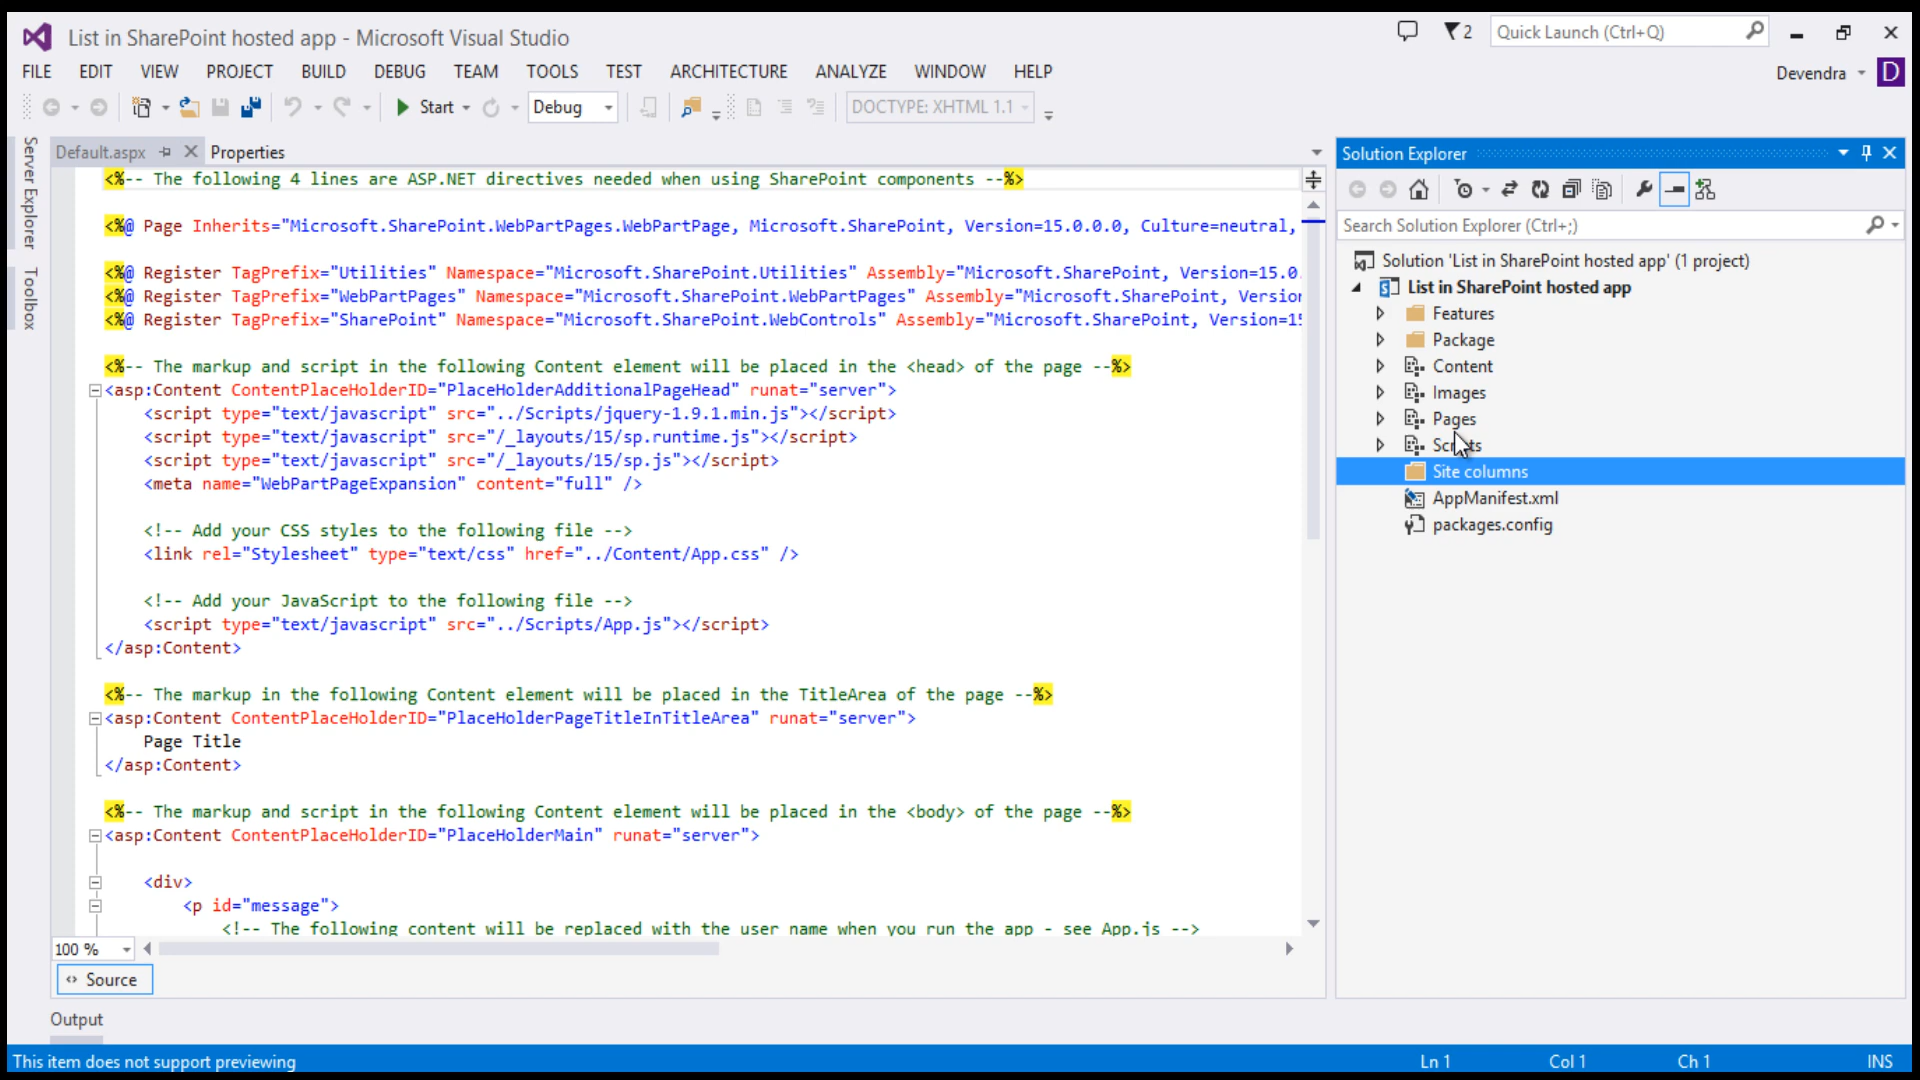 List in SharePoint hosted app - Microsoft Visual Studio
2
Quick Launch (Ctrl+Q)
FILE EDIT VIEW PROJECT BUILD DEBUG TEAM TOOLS TEST ARCHITECTURE ANALYZE WINDOW HELP
Devendra D
Start Debug DOCTYPE: XHTML 1.1
Server Explorer
Toolbox
Default.aspx Properties
<%-- The following 4 lines are ASP.NET directives needed when using SharePoint components --%>
<%@ Page Inherits="Microsoft.SharePoint.WebPartPages.WebPartPage, Microsoft.SharePoint, Version=15.0.0.0, Culture=neutral,
<%@ Register TagPrefix="Utilities" Namespace="Microsoft.SharePoint.Utilities" Assembly="Microsoft.SharePoint, Version=15.0
<%@ Register TagPrefix="WebPartPages" Namespace="Microsoft.SharePoint.WebPartPages" Assembly="Microsoft.SharePoint, Version
<%@ Register TagPrefix="SharePoint" Namespace="Microsoft.SharePoint.WebControls" Assembly="Microsoft.SharePoint, Version=15
<%-- The markup and script in the following Content element will be placed in the <head> of the page --%>
<asp:Content ContentPlaceHolderID="PlaceHolderAdditionalPageHead" runat="server">
<script type="text/javascript" src="../Scripts/jquery-1.9.1.min.js"></script>
<script type="text/javascript" src="/_layouts/15/sp.runtime.js"></script>
<script type="text/javascript" src="/_layouts/15/sp.js"></script>
<meta name="WebPartPageExpansion" content="full" />
<!-- Add your CSS styles to the following file -->
<link rel="Stylesheet" type="text/css" href="../Content/App.css" />
<!-- Add your JavaScript to the following file -->
<script type="text/javascript" src="../Scripts/App.js"></script>
</asp:Content>
<%-- The markup in the following Content element will be placed in the TitleArea of the page --%>
<asp:Content ContentPlaceHolderID="PlaceHolderPageTitleInTitleArea" runat="server">
Page Title
</asp:Content>
<%-- The markup and script in the following Content element will be placed in the <body> of the page --%>
<asp:Content ContentPlaceHolderID="PlaceHolderMain" runat="server">
<div>
<p id="message">
<!-- The following content will be replaced with the user name when you run the app - see App.js -->
100 %
Source
Output
Solution Explorer
Search Solution Explorer (Ctrl+;)
Solution 'List in SharePoint hosted app' (1 project)
List in SharePoint hosted app
Features
Package
Content
Images
Pages
Scripts
Site columns
AppManifest.xml
packages.config
This item does not support previewing
Ln 1 Col 1 Ch 1 INS